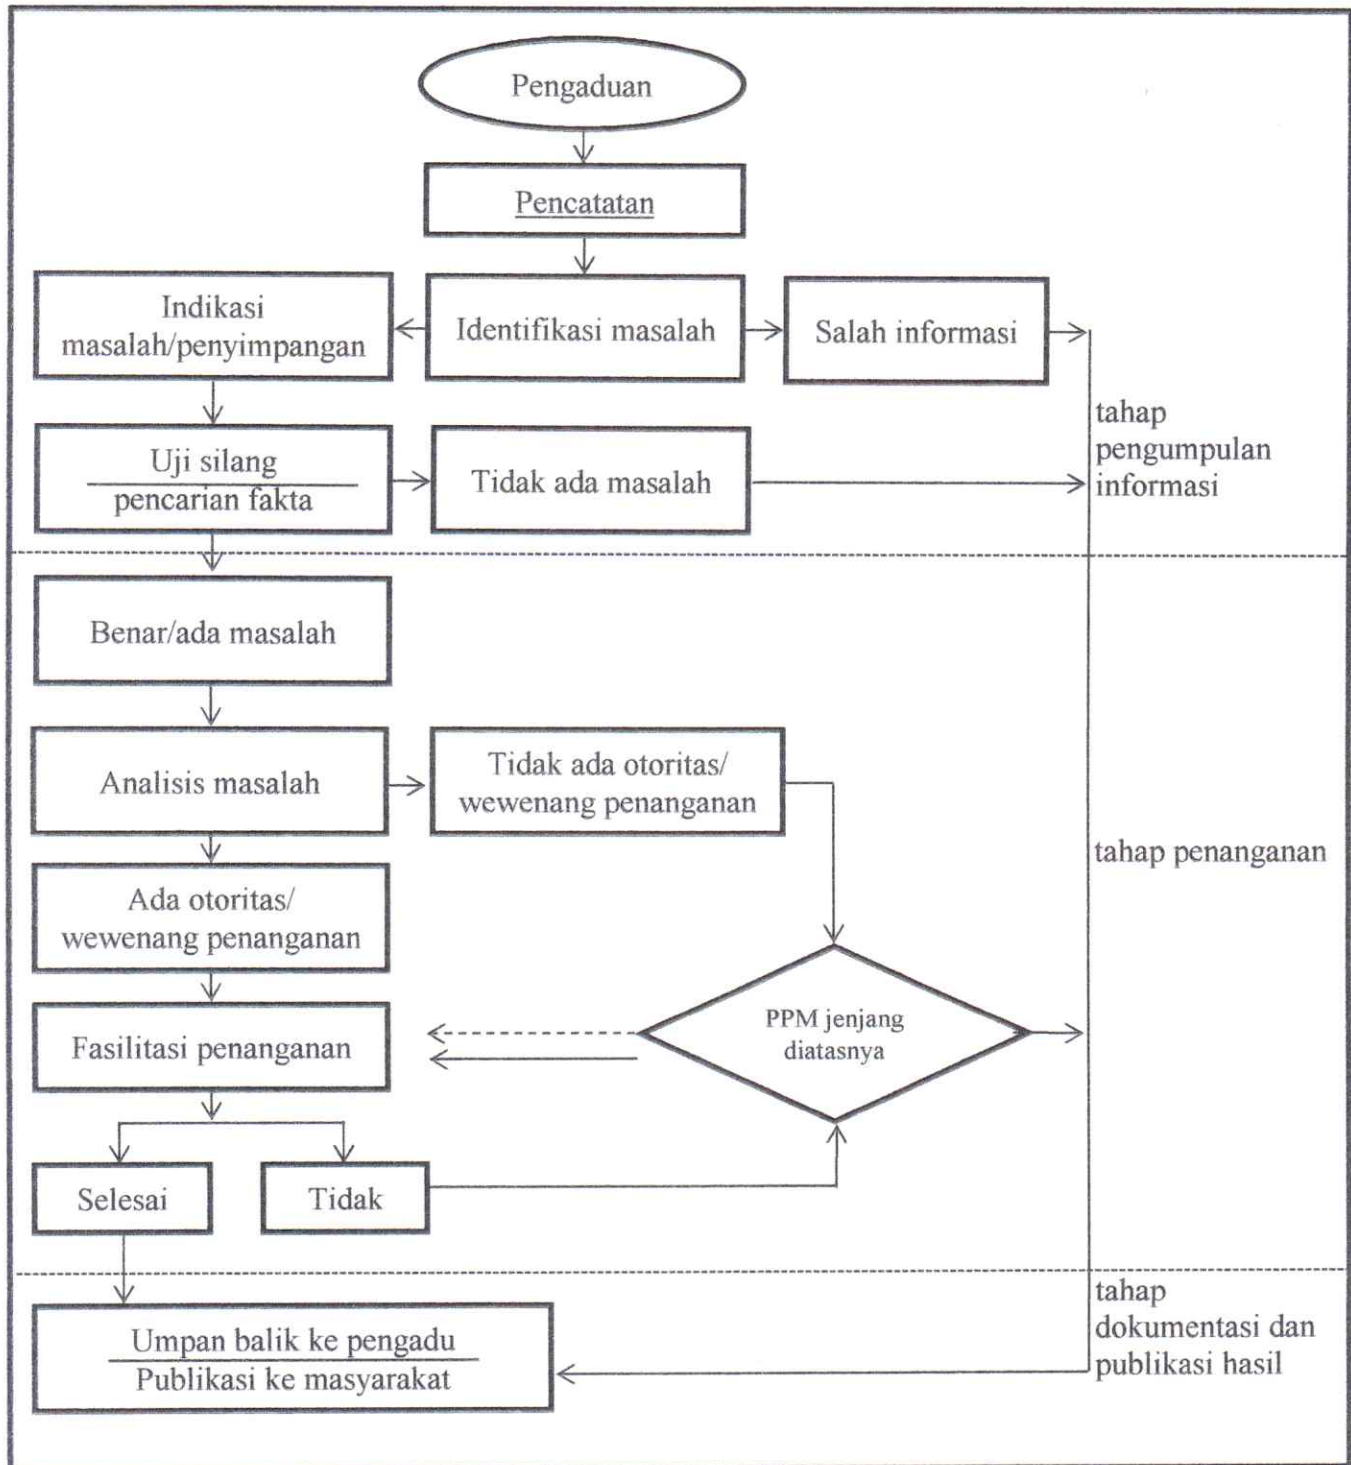 Pengaduan
Pencatatan
Indikasi
masalah/penyimpangan
Identifikasi masalah
Salah informasi
tahap
pengumpulan
informasi
Uji silang
pencarian fakta
Tidak ada masalah
Benar/ada masalah
Analisis masalah
Tidak ada otoritas/
wewenang penanganan
tahap penanganan
Ada otoritas/
wewenang penanganan
Fasilitasi penanganan
PPM jenjang
diatasnya
Selesai
Tidak
tahap
dokumentasi dan
publikasi hasil
Umpan balik ke pengadu
Publikasi ke masyarakat